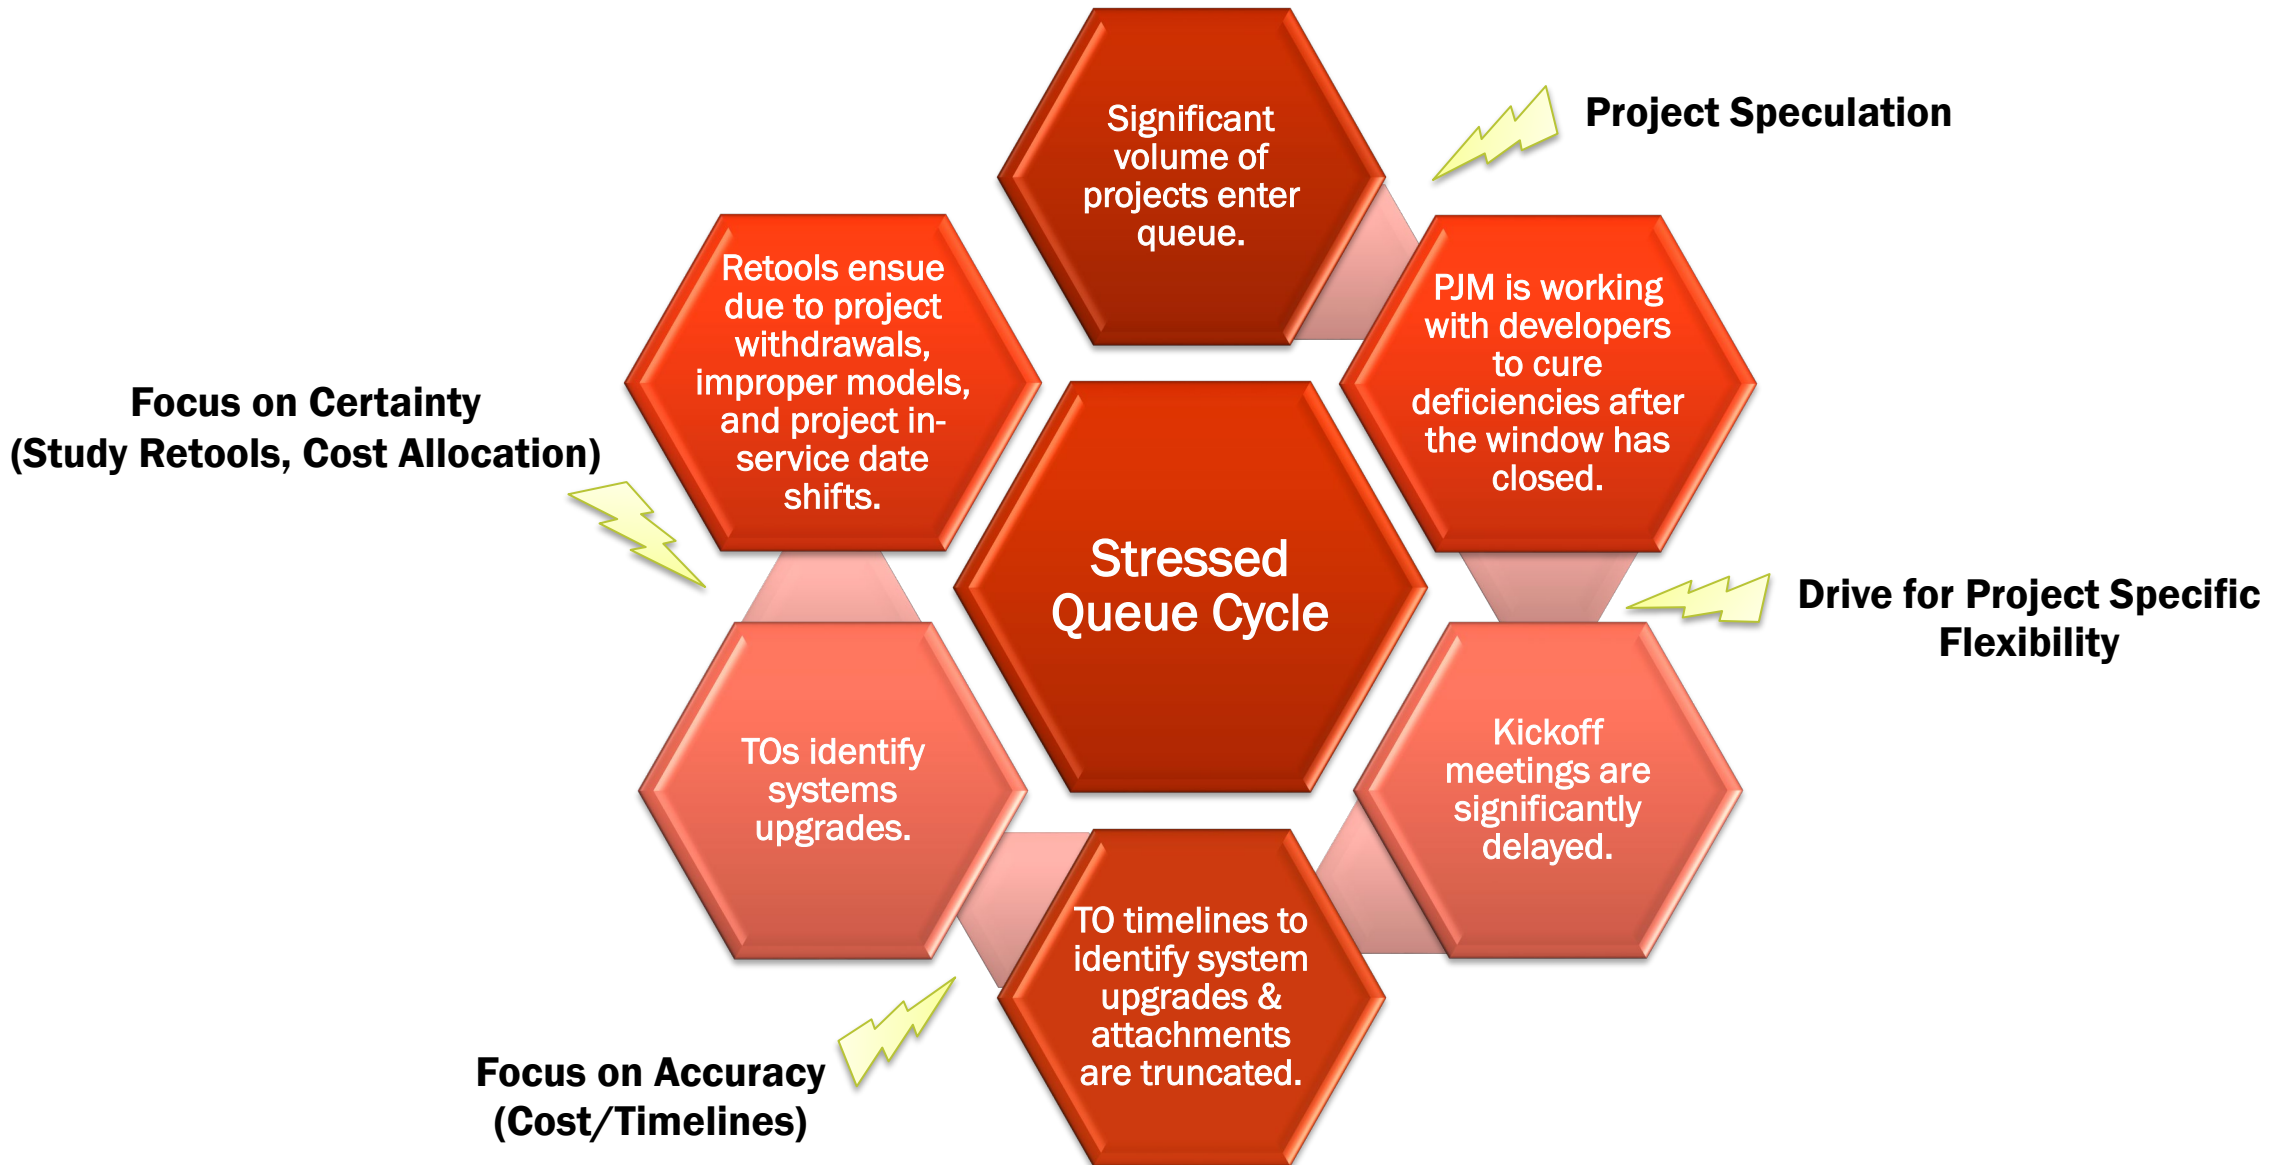 Significant
volume of
projects enter
queue.
Project Speculation
PJM is working
with developers
to cure
deficiencies after
the window has
closed.
Drive for Project Specific
Flexibility
Kickoff
meetings are
significantly
delayed.
TO timelines to
identify system
upgrades &
attachments
are truncated.
Focus on Accuracy
(Cost/Timelines)
TOs identify
systems
upgrades.
Focus on Certainty
(Study Retools, Cost Allocation)
Retools ensue
due to project
withdrawals,
improper models,
and project in-
service date
shifts.
Stressed
Queue Cycle